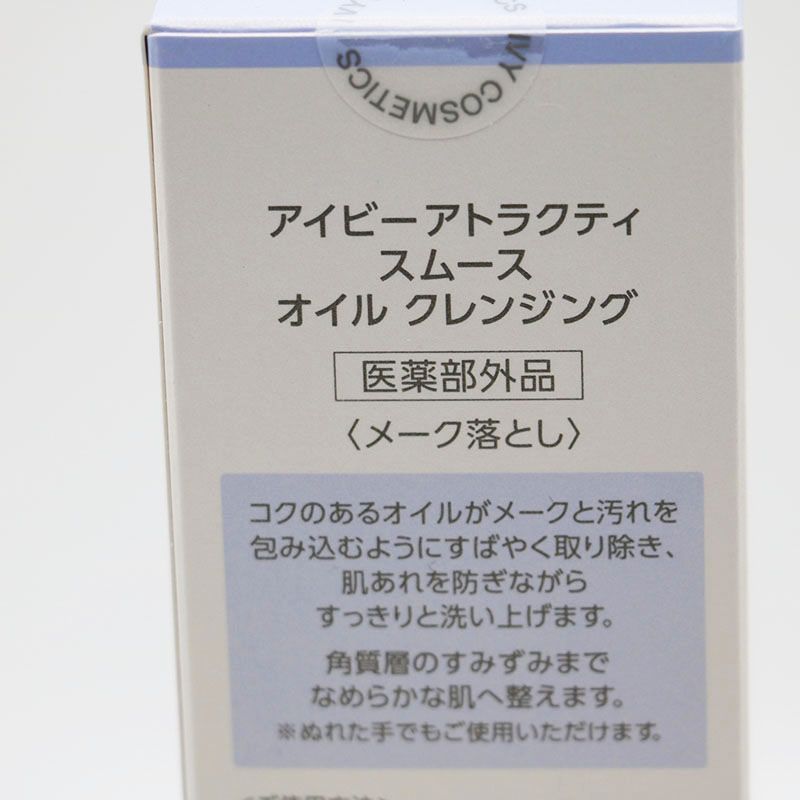 IVY COSMETICS
アイビーアトラクティ
スムース
オイル クレンジング
医薬部外品
〈メーク落とし〉
コクのあるオイルがメークと汚れを
包み込むようにすばやく取り除き、
肌あれを防ぎながら
すっきりと洗い上げます。
角質層のすみずみまで
なめらかな肌へ整えます。
※ぬれた手でもご使用いただけます。